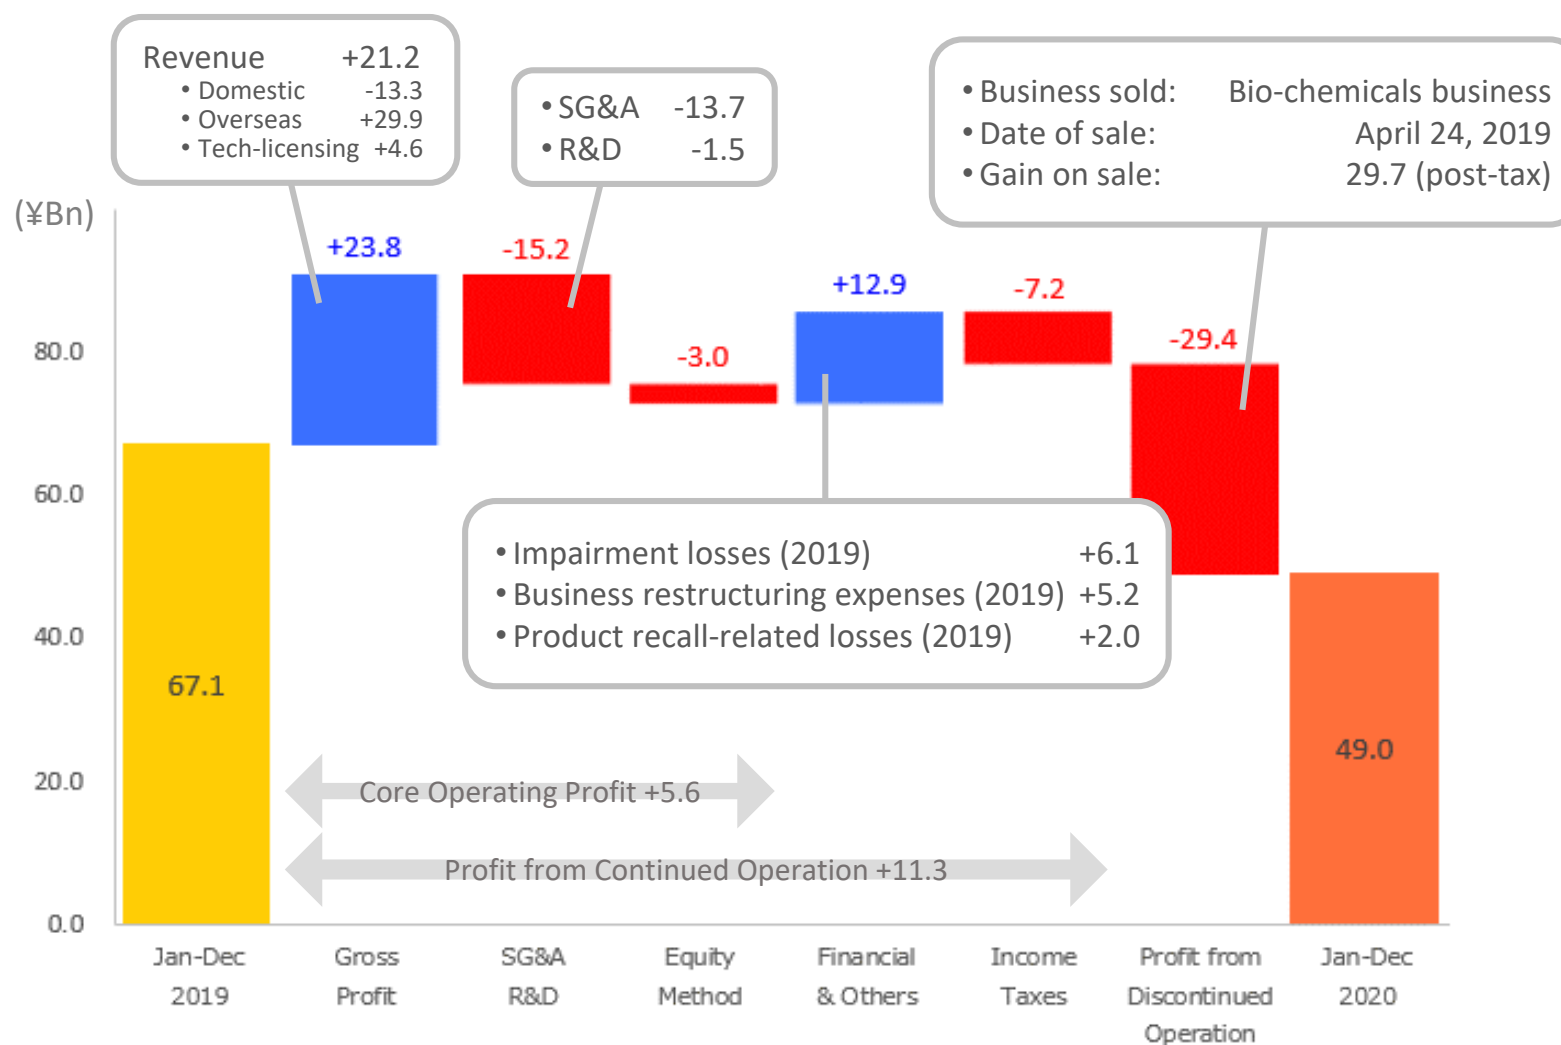 Revenue +21.2
• Domestic -13.3
• Overseas +29.9
• Tech-licensing +4.6
• SG&A -13.7
• R&D -1.5
• Business sold: Bio-chemicals business
• Date of sale: April 24, 2019
• Gain on sale: 29.7 (post-tax)
(¥Bn)
+23.8
-15.2
-3.0
+12.9
-7.2
-29.4
80.0
60.0
40.0
20.0
0.0
• Impairment losses (2019) +6.1
• Business restructuring expenses (2019) +5.2
• Product recall-related losses (2019) +2.0
67.1
49.0
Core Operating Profit +5.6
Profit from Continued Operation +11.3
Jan-Dec
2019
Gross
Profit
SG&A
R&D
Equity
Method
Financial
& Others
Income
Taxes
Profit from
Discontinued
Operation
Jan-Dec
2020